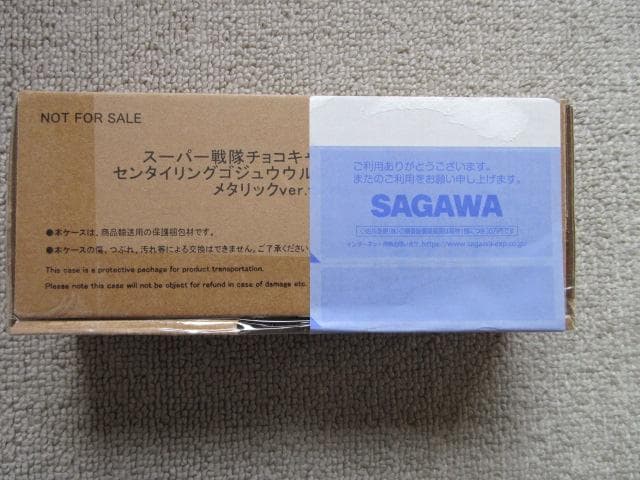 NOT FOR SALE
スーパー戦隊チョコキャ
センタイリングゴジュウウル
メタリックver.
●本ケースは、商品輸送用の保護梱包材です。
●本ケースの傷、つぶれ、汚れ等による交換はできません。ご了承ください
This case is a protective package for product transportation.
Please note this case will not be object for refund in case of damage etc.
ご利用ありがとうございます。
またのご利用をお願い申し上げます。
SAGAWA
https://www.sagawa-exp.co.jp/